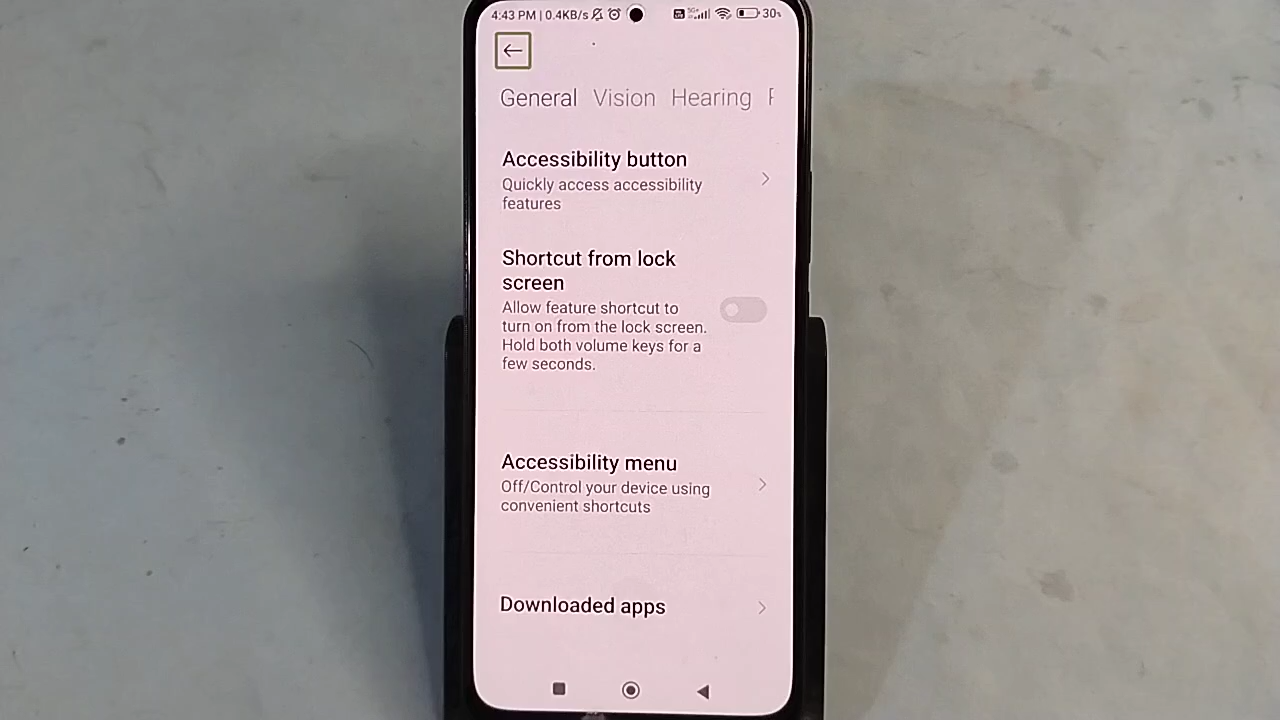 4:43 PM | 0.4KB/s 30
General Vision Hearing
Accessibility button
Quickly access accessibility
features
Shortcut from lock
screen
Allow feature shortcut to
turn on from the lock screen.
Hold both volume keys for a
few seconds.
Accessibility menu
Off/Control your device using
convenient shortcuts
Downloaded apps